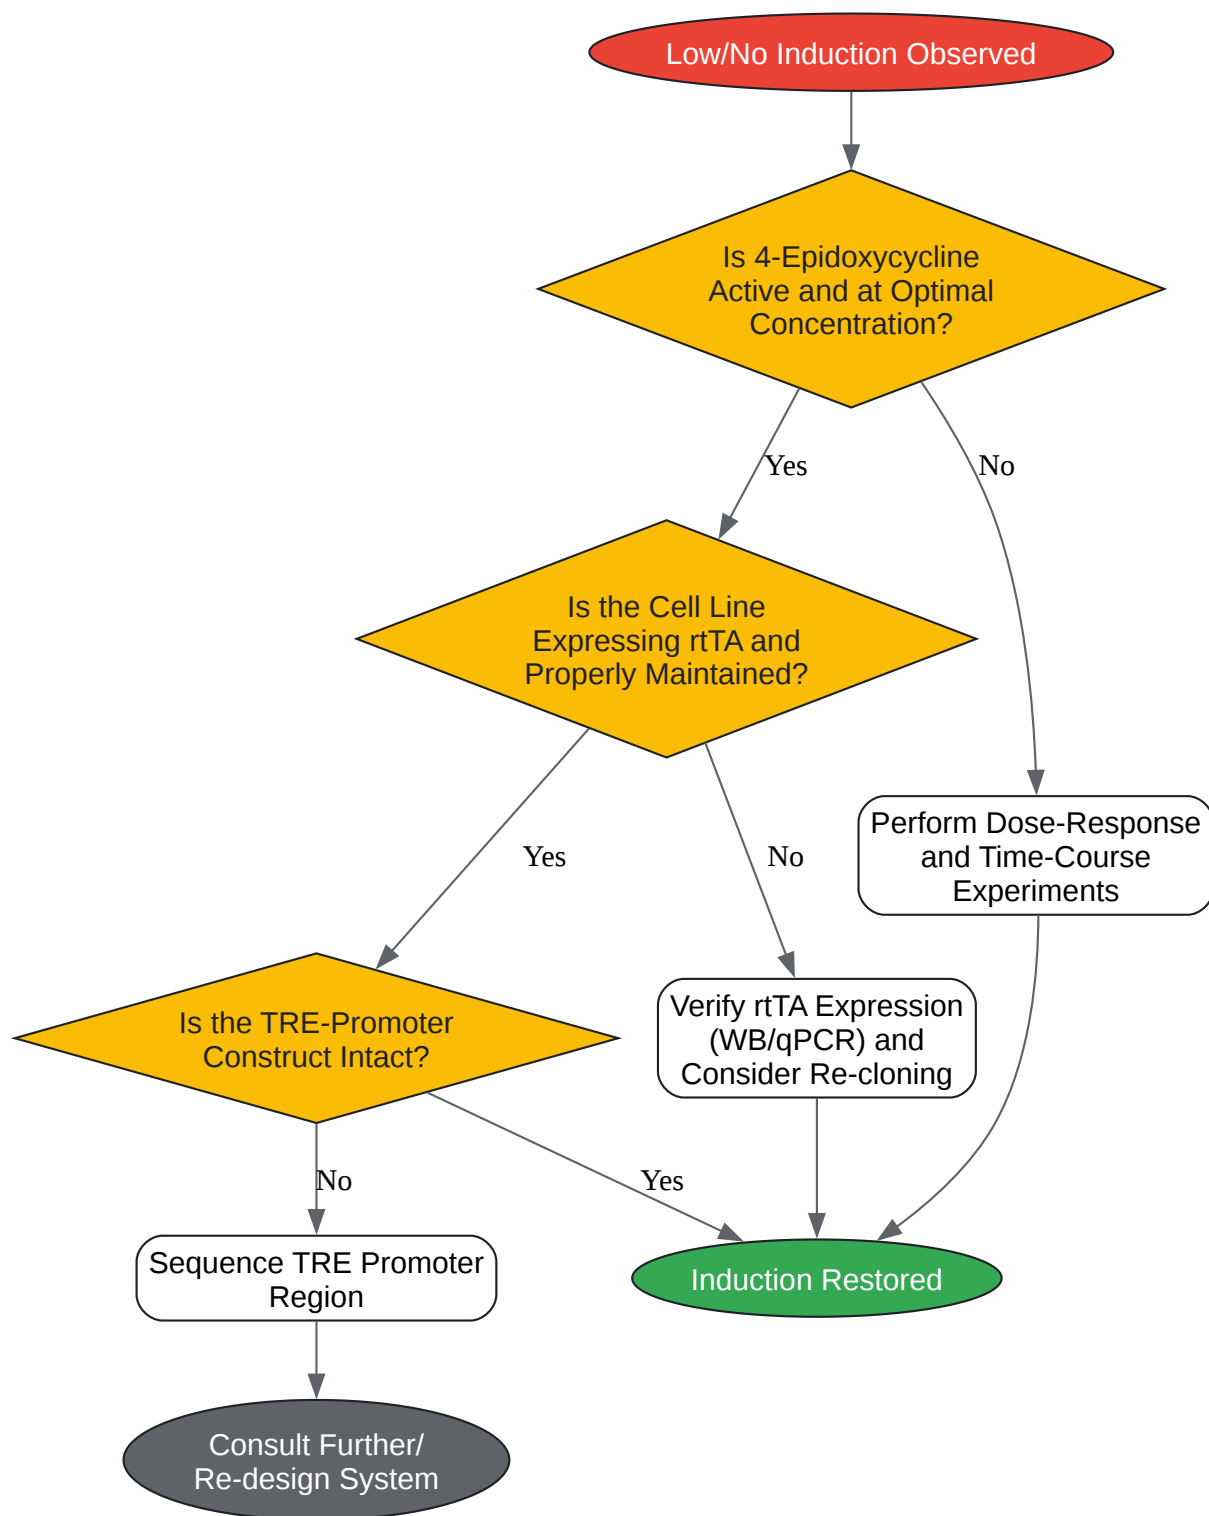 Low/No Induction Observed
Is 4-Epidoxycycline
Active and at Optimal
Concentration?
Yes
No
Is the Cell Line
Expressing rtTA and
Properly Maintained?
Perform Dose-Response
and Time-Course
Experiments
Yes
No
Is the TRE-Promoter
Construct Intact?
Verify rtTA Expression
(WB/qPCR) and
Consider Re-cloning
No
Yes
Sequence TRE Promoter
Region
Induction Restored
Consult Further/
Re-design System